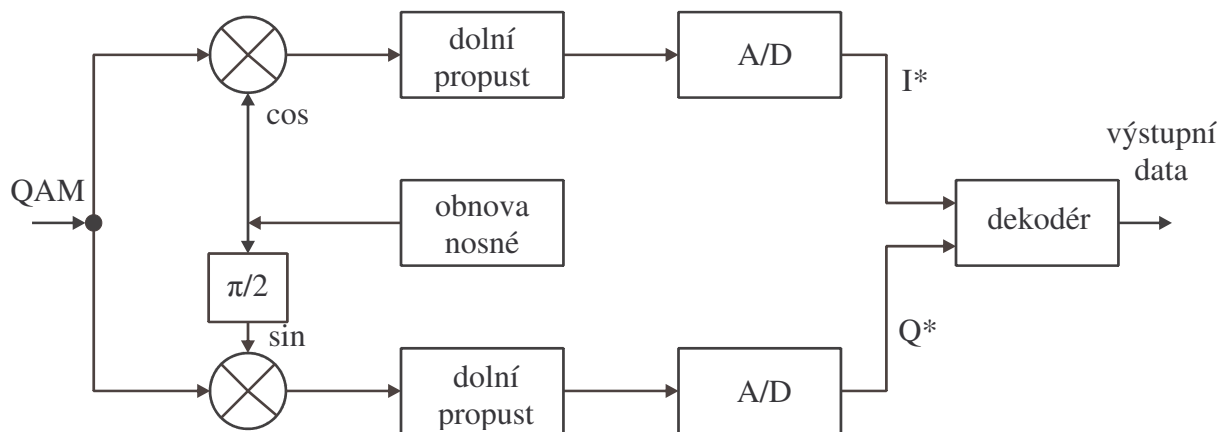 dolní
propust
A/D
I*
cos
výstupní
data
QAM
obnova
nosné
dekodér
π/2
sin
Q*
dolní
propust
A/D